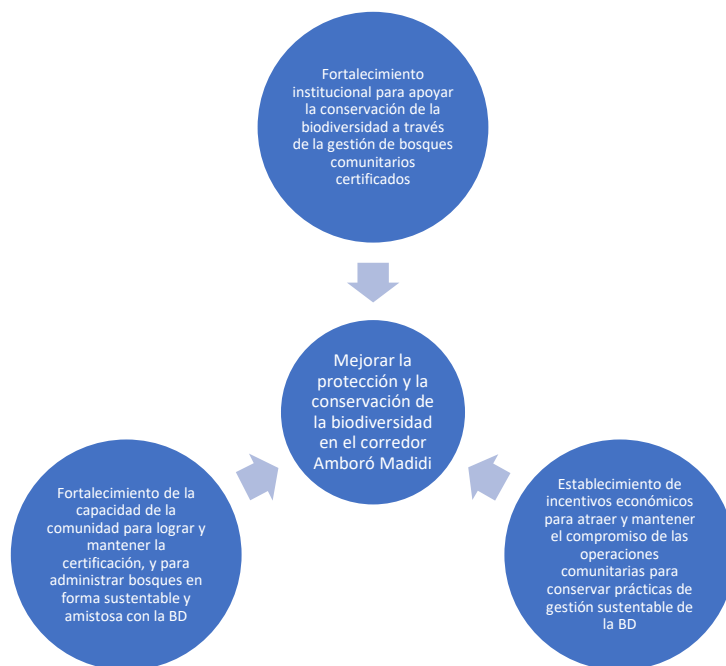 Fortalecimiento
institucional para apoyar
la conservación de la
biodiversidad a través
de la gestión de bosques
comunitarios
certificados
Mejorar la
protección y la
conservación de
la biodiversidad
en el corredor
Amboró Madidi
Fortalecimiento de la
capacidad de la
comunidad para lograr y
mantener la
certificación, y para
administrar bosques en
forma sustentable y
amistosa con la BD
Establecimiento de
incentivos económicos
para atraer y mantener
el compromiso de las
operaciones
comunitarias para
conservar prácticas de
gestión sustentable de
la BD